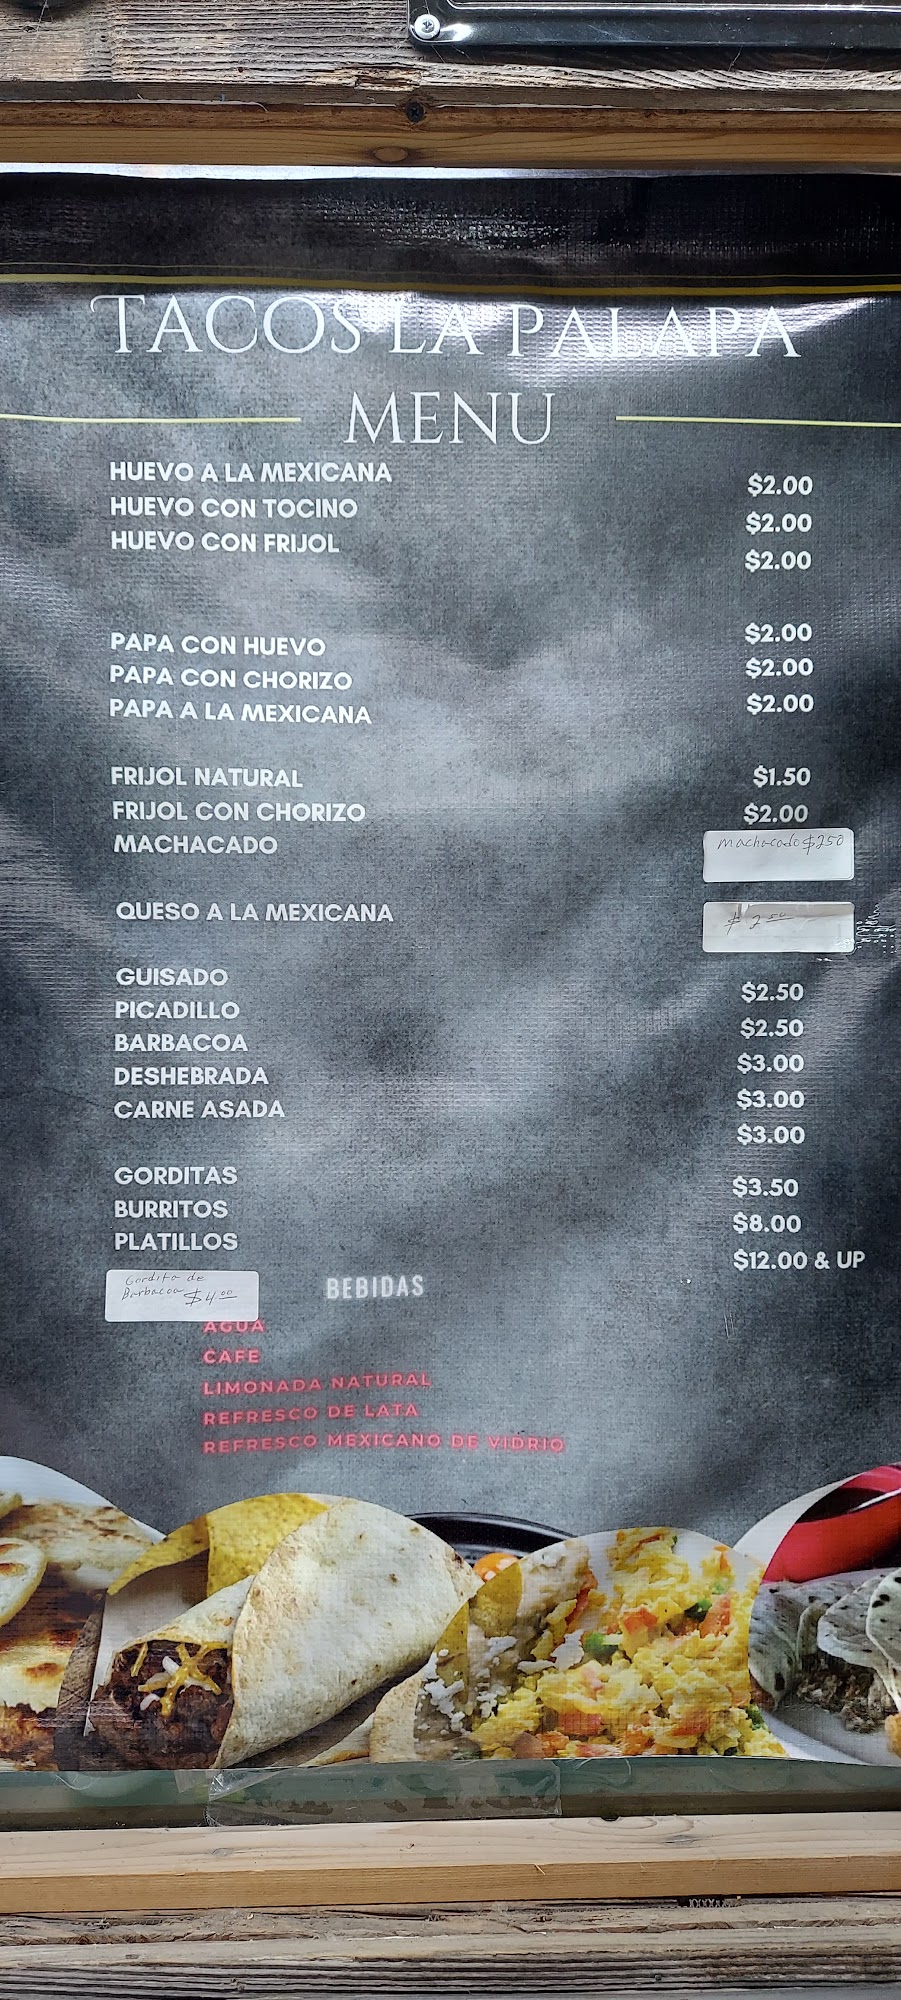 TACOS LA PALAPA
MENU
HUEVO A LA MEXICANA $2.00
HUEVO CON TOCINO $2.00
HUEVO CON FRIJOL $2.00
PAPA CON HUEVO $2.00
PAPA CON CHORIZO $2.00
PAPA A LA MEXICANA $2.00
FRIJOL NATURAL $1.50
FRIJOL CON CHORIZO $2.00
MACHACADO Machacado $250
QUESO A LA MEXICANA $2 50
GUISADO $2.50
PICADILLO $2.50
BARBACOA $3.00
DESHEBRADA $3.00
CARNE ASADA $3.00
GORDITAS $3.50
BURRITOS $8.00
PLATILLOS $12.00 & UP
Gordita de
Barbacoa $4.00
BEBIDAS
AGUA
CAFE
LIMONADA NATURAL
REFRESCO DE LATA
REFRESCO MEXICANO DE VIDRIO